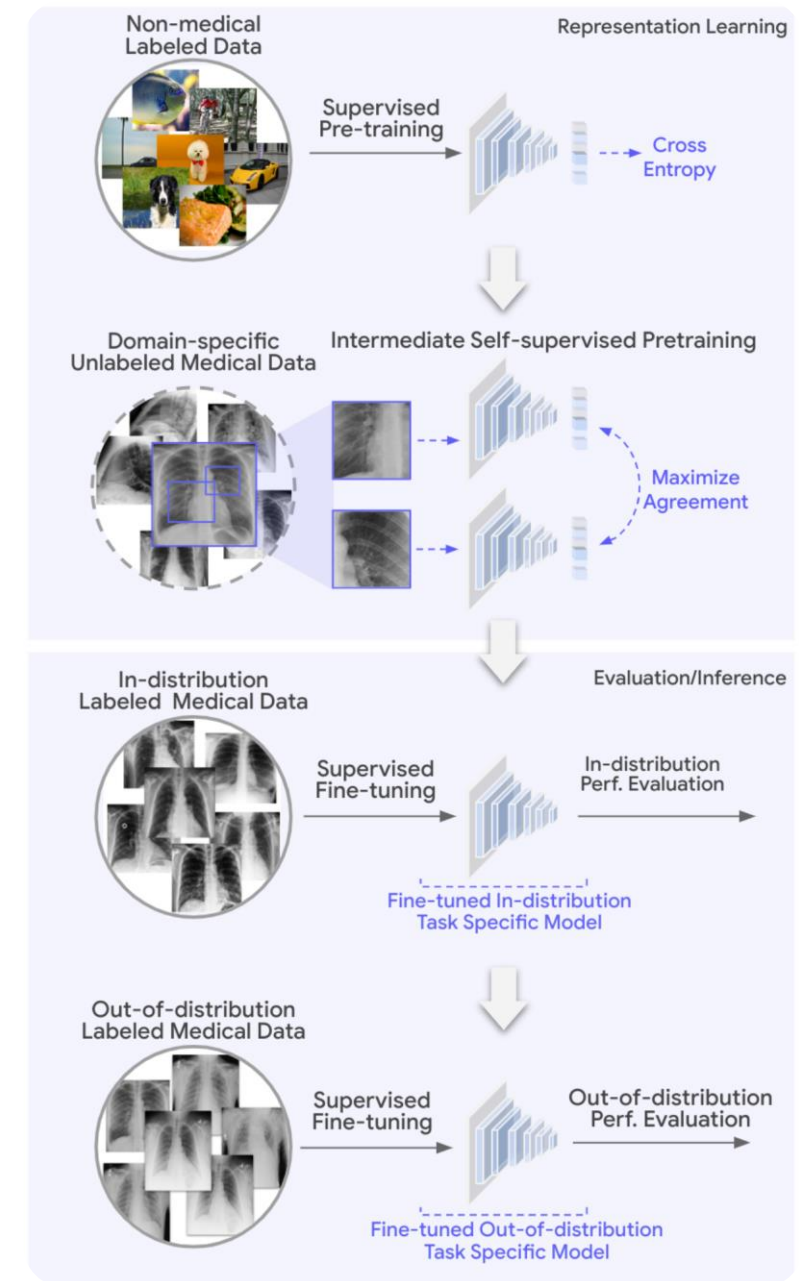 Non-medical
Labeled Data
Representation Learning
Supervised
Pre-training
Cross
Entropy
Domain-specific
Unlabeled Medical Data
Intermediate Self-supervised Pretraining
Maximize
Agreement
In-distribution
Labeled Medical Data
Evaluation/Inference
Supervised
Fine-tuning
In-distribution
Perf. Evaluation
Fine-tuned In-distribution
Task Specific Model
Out-of-distribution
Labeled Medical Data
Supervised
Fine-tuning
Out-of-distribution
Perf. Evaluation
Fine-tuned Out-of-distribution
Task Specific Model